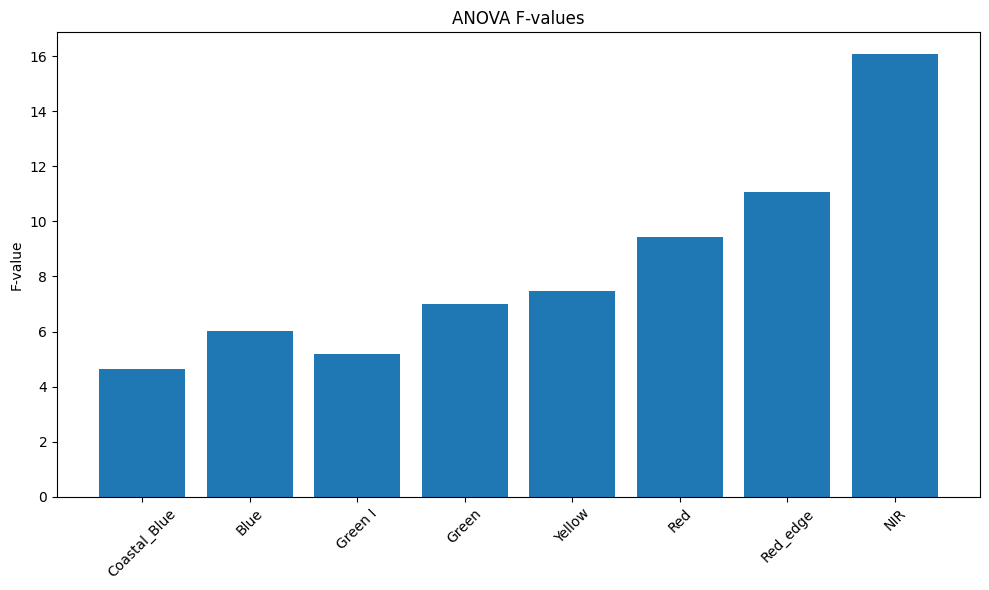 ANOVA F-values
F-value
16
14
12
10
8
6
4
2
0
Coastal_Blue
Blue
Green I
Green
Yellow
Red
Red_edge
NIR